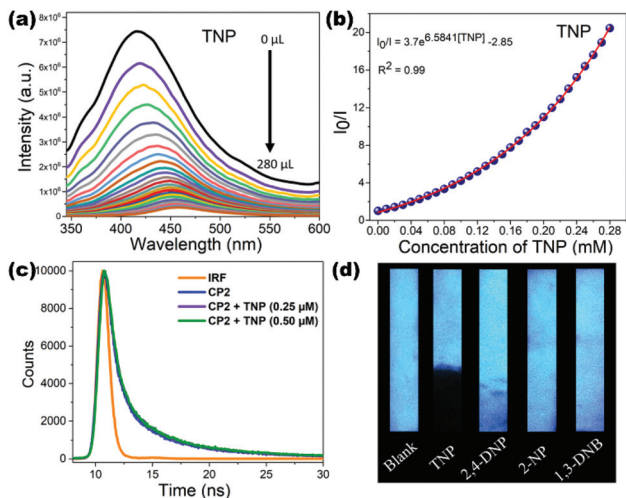 (a)
TNP
0 µL
280 µL
8x10⁶
7x10⁶
6x10⁶
5x10⁶
4x10⁶
3x10⁶
2x10⁶
1x10⁶
0
Intensity (a.u.)
350 400 450 500 550 600
Wavelength (nm)
(b)
I₀/I = 3.7e^6.5841[TNP] -2.85
R² = 0.99
TNP
20
16
12
8
4
0
I₀/I
0.00 0.04 0.08 0.12 0.16 0.20 0.24 0.28
Concentration of TNP (mM)
(c)
IRF
CP2
CP2 + TNP (0.25 µM)
CP2 + TNP (0.50 µM)
10000
8000
6000
4000
2000
0
Counts
10 15 20 25 30
Time (ns)
(d)
Blank
TNP
2,4-DNP
2-NP
1,3-DNB